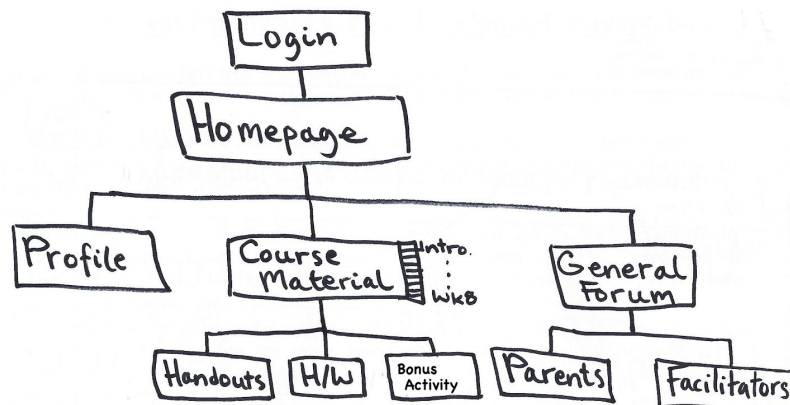 Login
Homepage
Profile
Course
Material
Intro.
:
Wk8
General
Forum
Handouts
H/W
Bonus
Activity
Parents
Facilitators